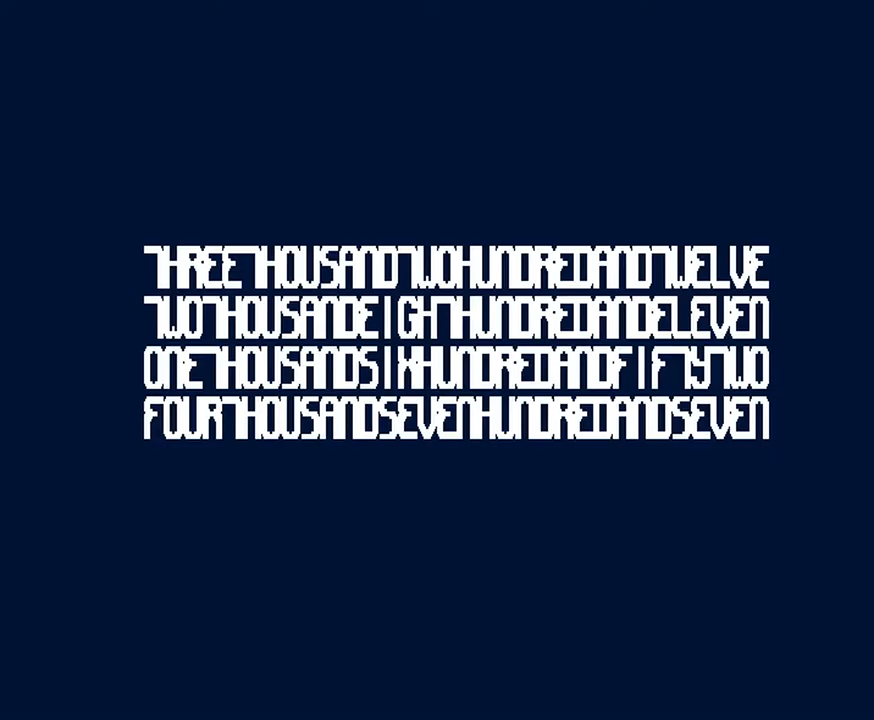 THREETHOUSANDTWOHUNDREDANDTWELVE
TWOTHOUSANDEIGHTHUNDREDANDELEVEN
ONETHOUSANDSIXHUNDREDANDFIFTYTWO
FOURTHOUSANDSEVENHUNDREDANDSEVEN